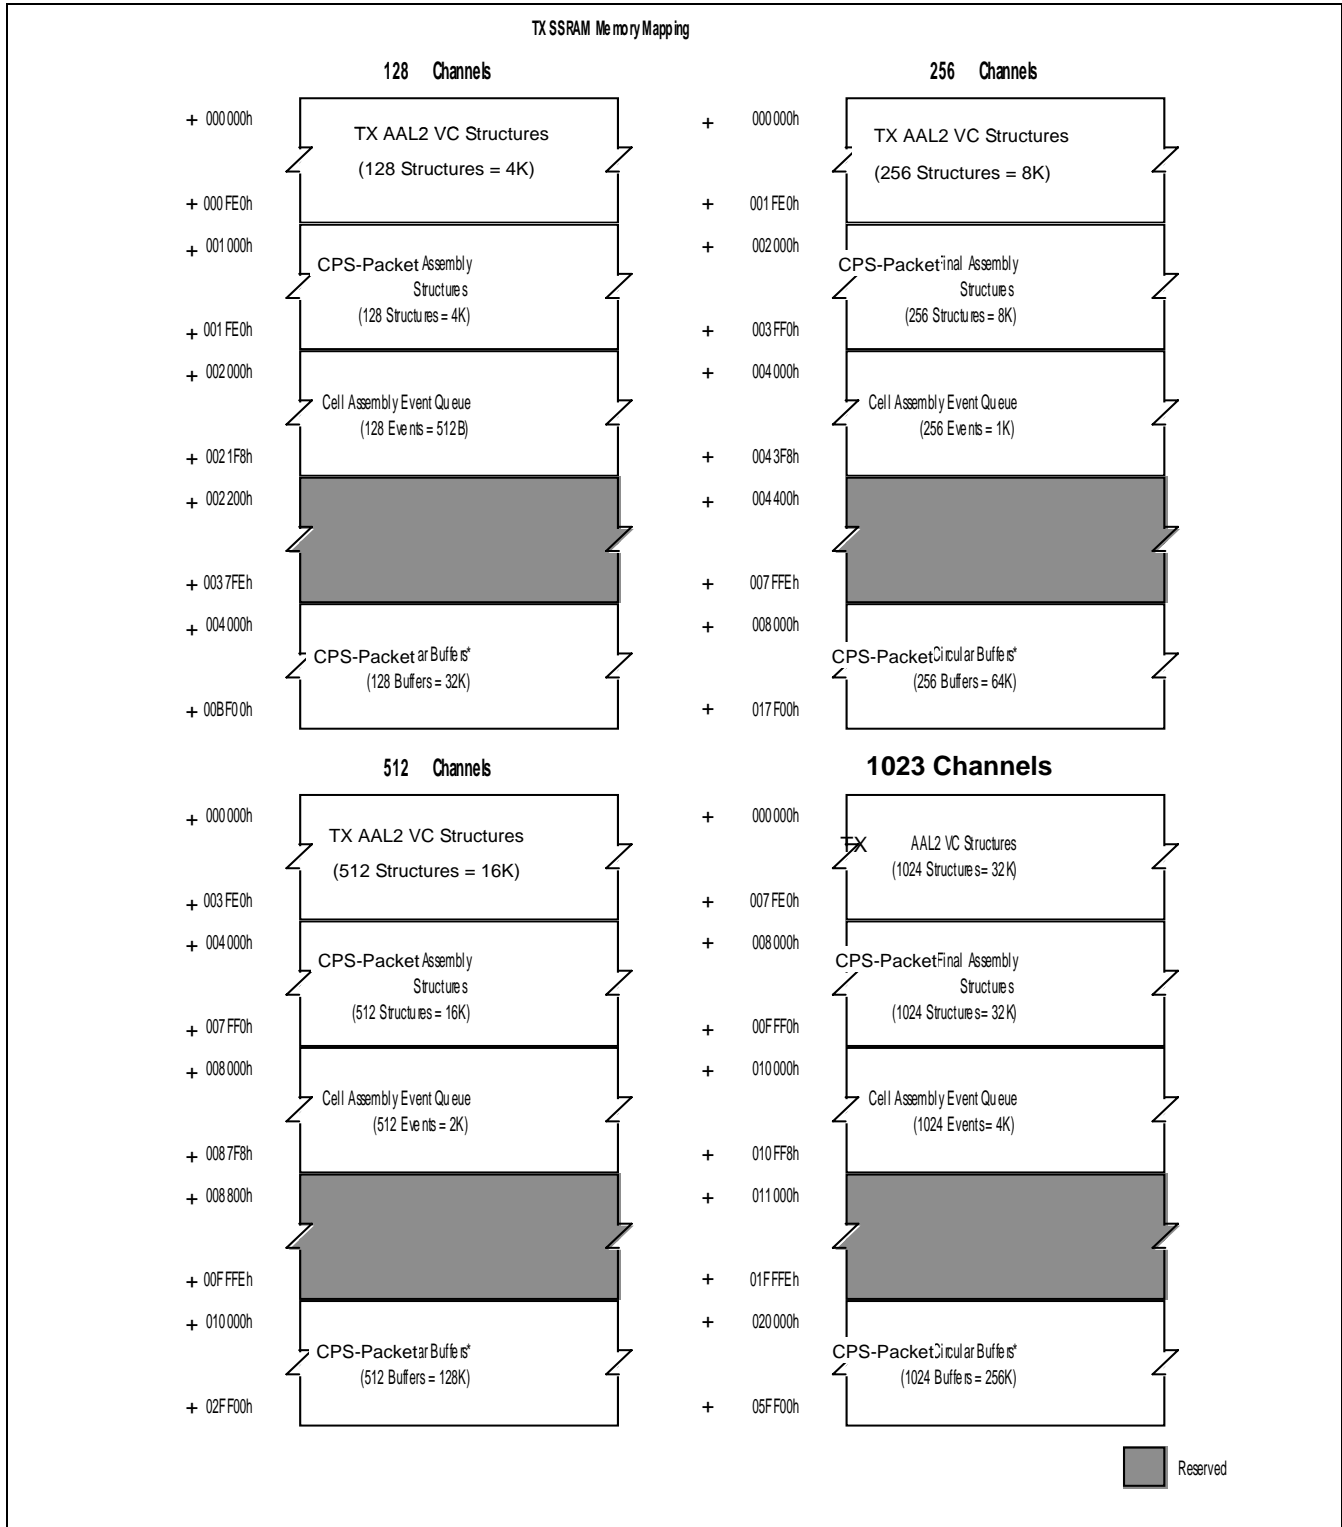 TX SSRAM Memory Mapping
128 Channels
+ 000000h
TX AAL2 VC Structures
(128 Structures = 4K)
+ 000FE0h
+ 001000h
CPS-Packet Assembly
Structures
(128 Structures = 4K)
+ 001FE0h
+ 002000h
Cell Assembly Event Queue
(128 Events = 512B)
+ 0021F8h
+ 002200h
+ 0037FEh
+ 004000h
CPS-Packet ar Buffers*
(128 Buffers = 32K)
+ 00BF00h
256 Channels
+ 000000h
TX AAL2 VC Structures
(256 Structures = 8K)
+ 001FE0h
+ 002000h
CPS-Packet Final Assembly
Structures
(256 Structures = 8K)
+ 003FF0h
+ 004000h
Cell Assembly Event Queue
(256 Events = 1K)
+ 0043F8h
+ 004400h
+ 007FFEh
+ 008000h
CPS-Packet Circular Buffers*
(256 Buffers = 64K)
+ 017F00h
512 Channels
+ 000000h
TX AAL2 VC Structures
(512 Structures = 16K)
+ 003FE0h
+ 004000h
CPS-Packet Assembly
Structures
(512 Structures = 16K)
+ 007FF0h
+ 008000h
Cell Assembly Event Queue
(512 Events = 2K)
+ 0087F8h
+ 008800h
+ 00FFFEh
+ 010000h
CPS-Packet ar Buffers*
(512 Buffers = 128K)
+ 02FF00h
1023 Channels
+ 000000h
TX AAL2 VC Structures
(1024 Structures = 32K)
+ 007FE0h
+ 008000h
CPS-Packet Final Assembly
Structures
(1024 Structures = 32K)
+ 00FFF0h
+ 010000h
Cell Assembly Event Queue
(1024 Events = 4K)
+ 010FF8h
+ 011000h
+ 01FFFEh
+ 020000h
CPS-Packet Circular Buffers*
(1024 Buffers = 256K)
+ 05FF00h
Reserved